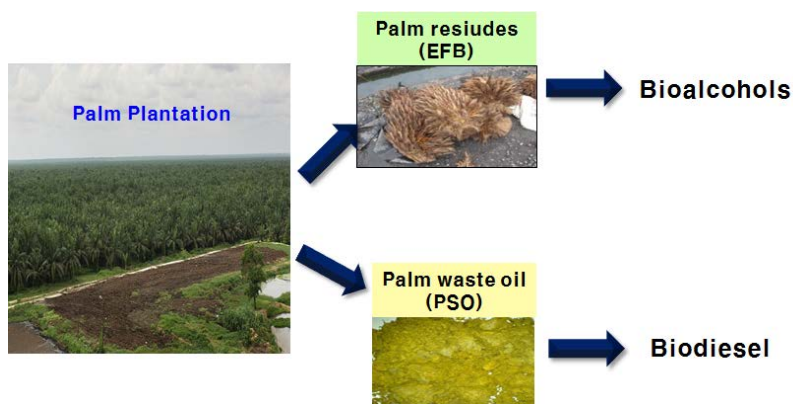 Palm Plantation
Palm resiudes
(EFB)
Bioalcohols
Palm waste oil
(PSO)
Biodiesel